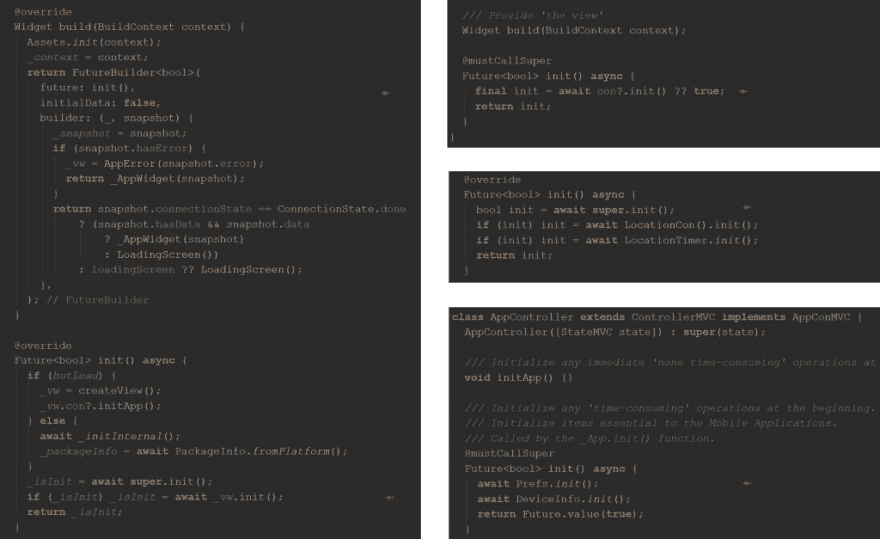 @override
Widget build(BuildContext context) {
Assets.init(context);
_context = context;
return FutureBuilder<bool>(
future: init(),
initialData: false,
builder: (_, snapshot) {
_snapshot = snapshot;
if (snapshot.hasError) {
_vw = AppError(snapshot.error);
return _AppWidget(snapshot);
}
return snapshot.connectionState == ConnectionState.done
? (snapshot.hasData && snapshot.data
? _AppWidget(snapshot)
: LoadingScreen())
: loadingScreen ?? LoadingScreen();
},
); // FutureBuilder
}
@override
Future<bool> init() async {
if (hotLoad) {
_vw = createView();
_vw.con?.initApp();
} else {
await _initInternal();
_packageInfo = await PackageInfo.fromPlatform();
}
_isInit = await super.init();
if (_isInit) _isInit = await _vw.init();
return _isInit;
}
/// Provide 'the view'
Widget build(BuildContext context);
@mustCallSuper
Future<bool> init() async {
final init = await con?.init() ?? true;
return init;
}
}
@override
Future<bool> init() async {
bool init = await super.init();
if (init) init = await LocationCon().init();
if (init) init = await LocationTimer.init();
return init;
}
class AppController extends ControllerMVC implements AppConMVC {
AppController([StateMVC state]) : super(state);
/// Initialize any immediate 'none time-consuming' operations at
void initApp() {}
/// Initialize any 'time-consuming' operations at the beginning.
/// Initialize items essential to the Mobile Applications.
/// Called by the _App.init() function.
@mustCallSuper
Future<bool> init() async {
await Prefs.init();
await DeviceInfo.init();
return Future.value(true);
}